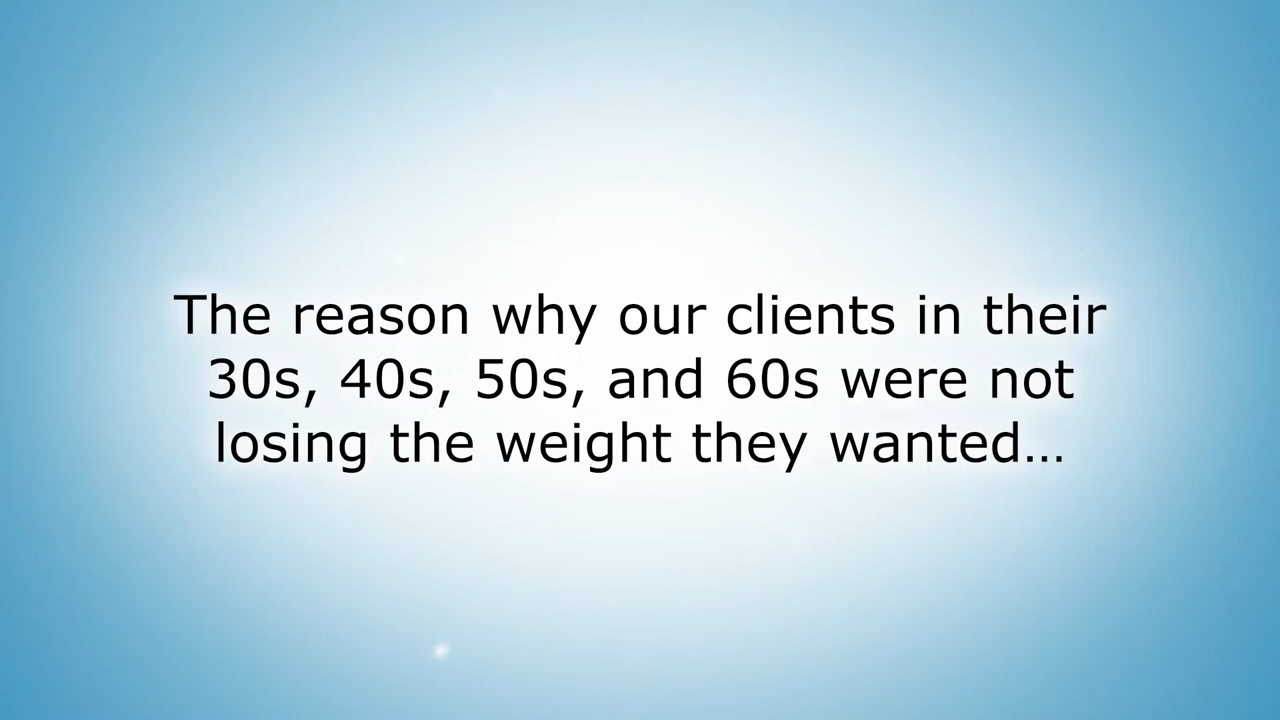 The reason why our clients in their
30s, 40s, 50s, and 60s were not
losing the weight they wanted…